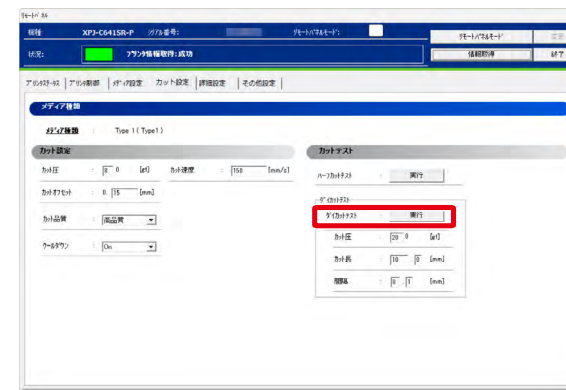 ﾘﾓｰﾄﾊﾟﾈﾙ
機種 XPJ-C641SR-P ｼﾘｱﾙ番号: ﾘﾓｰﾄﾊﾟﾈﾙﾓｰﾄﾞ: ﾘﾓｰﾄﾊﾟﾈﾙﾓｰﾄﾞ 変更
状況: ﾌﾟﾘﾝﾀ情報取得:成功 情報取得 終了
ﾌﾟﾘﾝﾀｽﾃｰﾀｽ ﾌﾟﾘﾝﾀ制御 ﾒﾃﾞｨｱ設定 カット設定 詳細設定 その他設定
メディア種類
ﾒﾃﾞｨｱ種類 : Type 1 ( Type1 )
カット設定 カットテスト
ｶｯﾄ圧 : 8 0 [gf] ｶｯﾄ速度 : 150 [mm/s] ﾊｰﾌｶｯﾄﾃｽﾄ : 実行
ｶｯﾄｵﾌｾｯﾄ : 0. 15 [mm] ﾀﾞｲｶｯﾄﾃｽﾄ
ｶｯﾄ品質 : 高品質 ﾀﾞｲｶｯﾄﾃｽﾄ : 実行
ｸｰﾙﾀﾞｳﾝ : On ｶｯﾄ圧 : 20 0 [gf]
ｶｯﾄ長 : 10 . 0 [mm]
間隔 : 0 . 1 [mm]